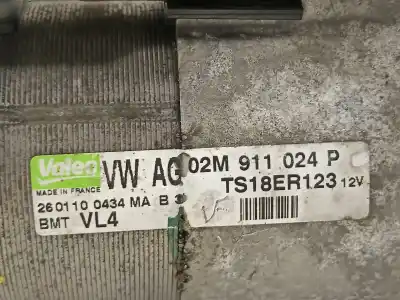 Valeo VW AG 02M 911 024 P
MADE IN FRANCE TS18ER123 12V
260110 0434 MA B
BMT VL4